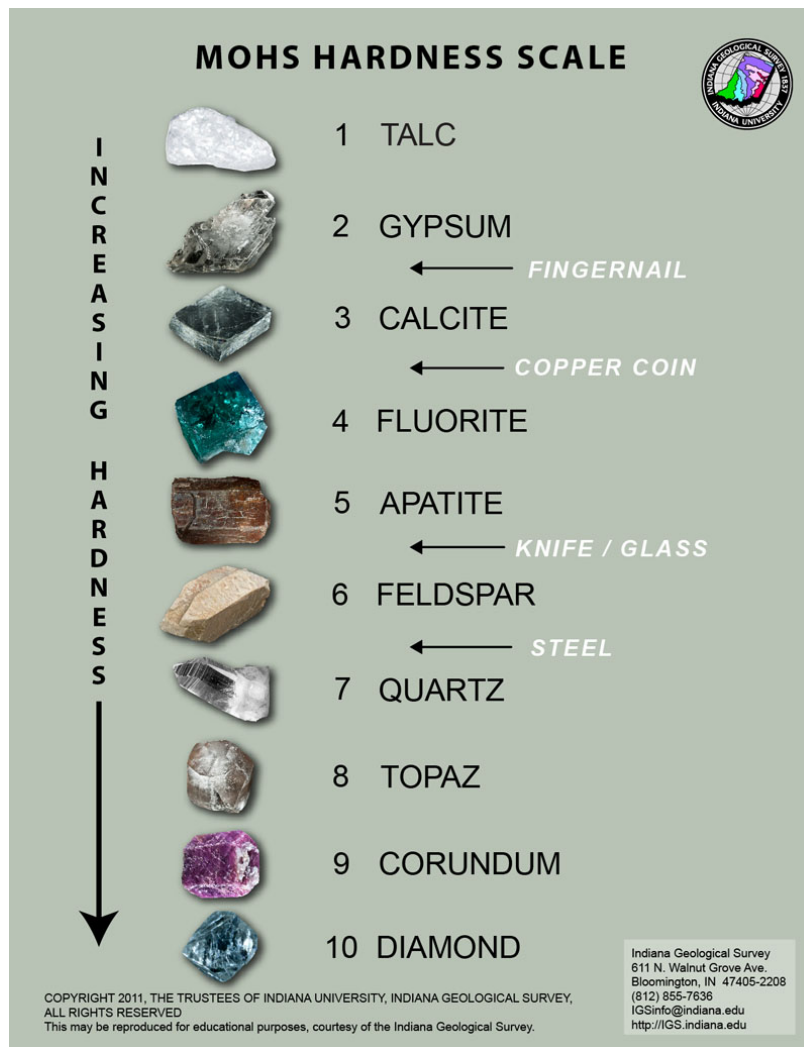 MOHS HARDNESS SCALE
INDIANA GEOLOGICAL SURVEY 1837
INDIANA UNIVERSITY
INCREASING HARDNESS
1 TALC
2 GYPSUM
FINGERNAIL
3 CALCITE
COPPER COIN
4 FLUORITE
5 APATITE
KNIFE / GLASS
6 FELDSPAR
STEEL
7 QUARTZ
8 TOPAZ
9 CORUNDUM
10 DIAMOND
Indiana Geological Survey
611 N. Walnut Grove Ave.
Bloomington, IN 47405-2208
(812) 855-7636
IGSinfo@indiana.edu
http://IGS.indiana.edu
COPYRIGHT 2011, THE TRUSTEES OF INDIANA UNIVERSITY, INDIANA GEOLOGICAL SURVEY,
ALL RIGHTS RESERVED
This may be reproduced for educational purposes, courtesy of the Indiana Geological Survey.